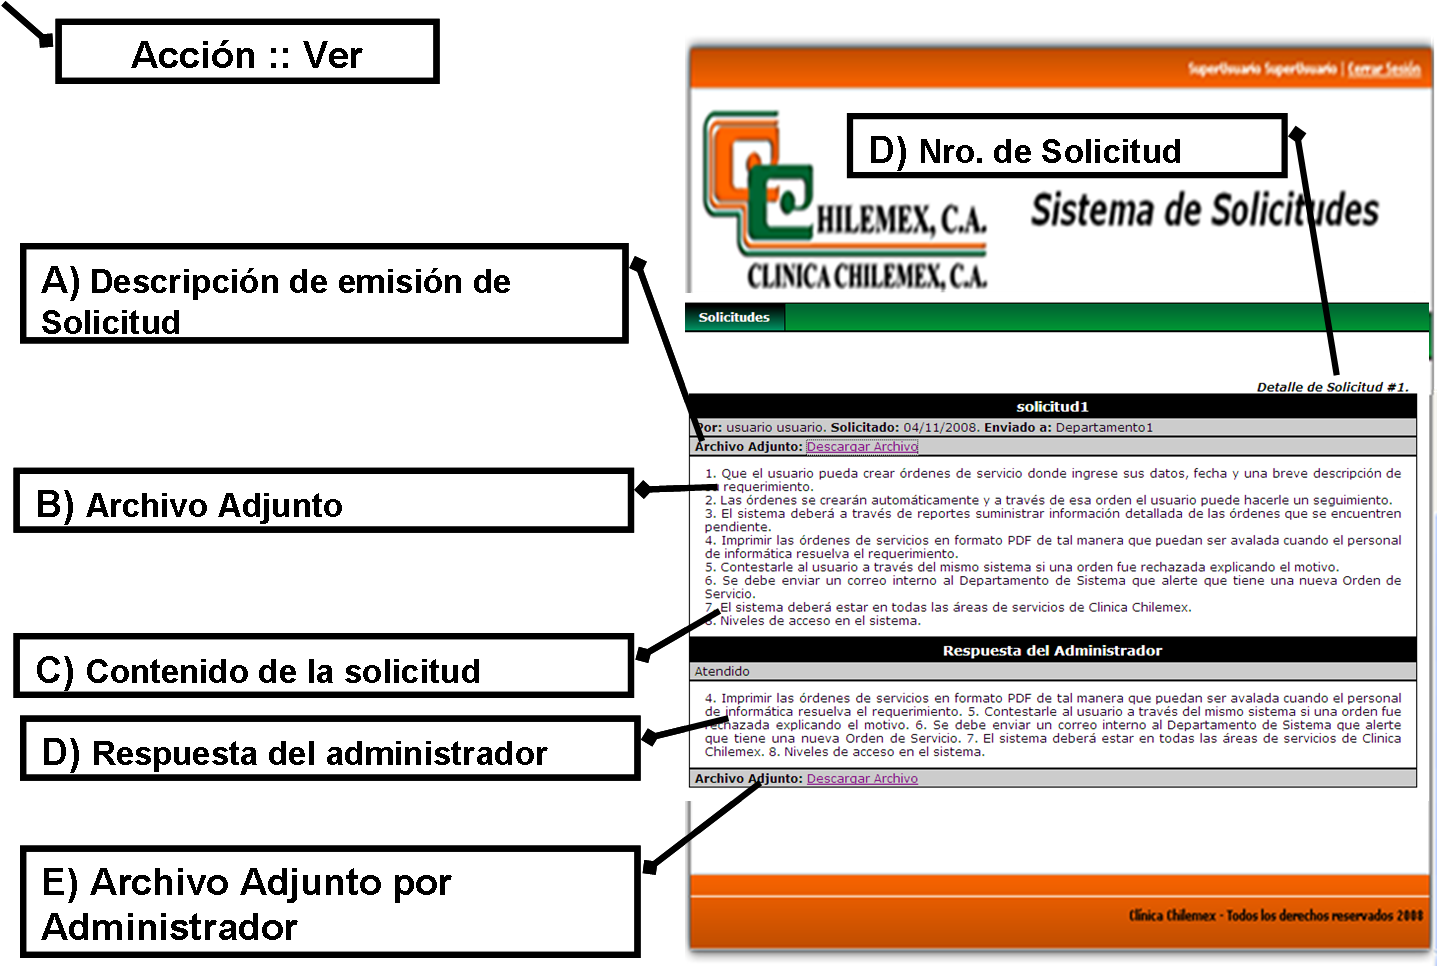 Acción :: Ver
SuperUsuario SuperUsuario | Cerrar Sesión
D) Nro. de Solicitud
HILEMEX, C.A.
CLINICA CHILEMEX, C.A.
Sistema de Solicitudes
A) Descripción de emisión de
Solicitud
Solicitudes
Detalle de Solicitud #1.
solicitud1
Por: usuario usuario. Solicitado: 04/11/2008. Enviado a: Departamento1
Archivo Adjunto: Descargar Archivo
B) Archivo Adjunto
1. Que el usuario pueda crear órdenes de servicio donde ingrese sus datos, fecha y una breve descripción de
requerimiento.
2. Las órdenes se crearán automáticamente y a través de esa orden el usuario puede hacerle un seguimiento.
3. El sistema deberá a través de reportes suministrar información detallada de las órdenes que se encuentren
pendiente.
4. Imprimir las órdenes de servicios en formato PDF de tal manera que puedan ser avalada cuando el personal
de informática resuelva el requerimiento.
5. Contestarle al usuario a través del mismo sistema si una orden fue rechazada explicando el motivo.
6. Se debe enviar un correo interno al Departamento de Sistema que alerte que tiene una nueva Orden de
Servicio.
7. El sistema deberá estar en todas las áreas de servicios de Clinica Chilemex.
8. Niveles de acceso en el sistema.
C) Contenido de la solicitud
Respuesta del Administrador
Atendido
D) Respuesta del administrador
4. Imprimir las órdenes de servicios en formato PDF de tal manera que puedan ser avalada cuando el personal
de informática resuelva el requerimiento. 5. Contestarle al usuario a través del mismo sistema si una orden fue
rechazada explicando el motivo. 6. Se debe enviar un correo interno al Departamento de Sistema que alerte
que tiene una nueva Orden de Servicio. 7. El sistema deberá estar en todas las áreas de servicios de Clinica
Chilemex. 8. Niveles de acceso en el sistema.
Archivo Adjunto: Descargar Archivo
E) Archivo Adjunto por
Administrador
Clínica Chilemex - Todos los derechos reservados 2008